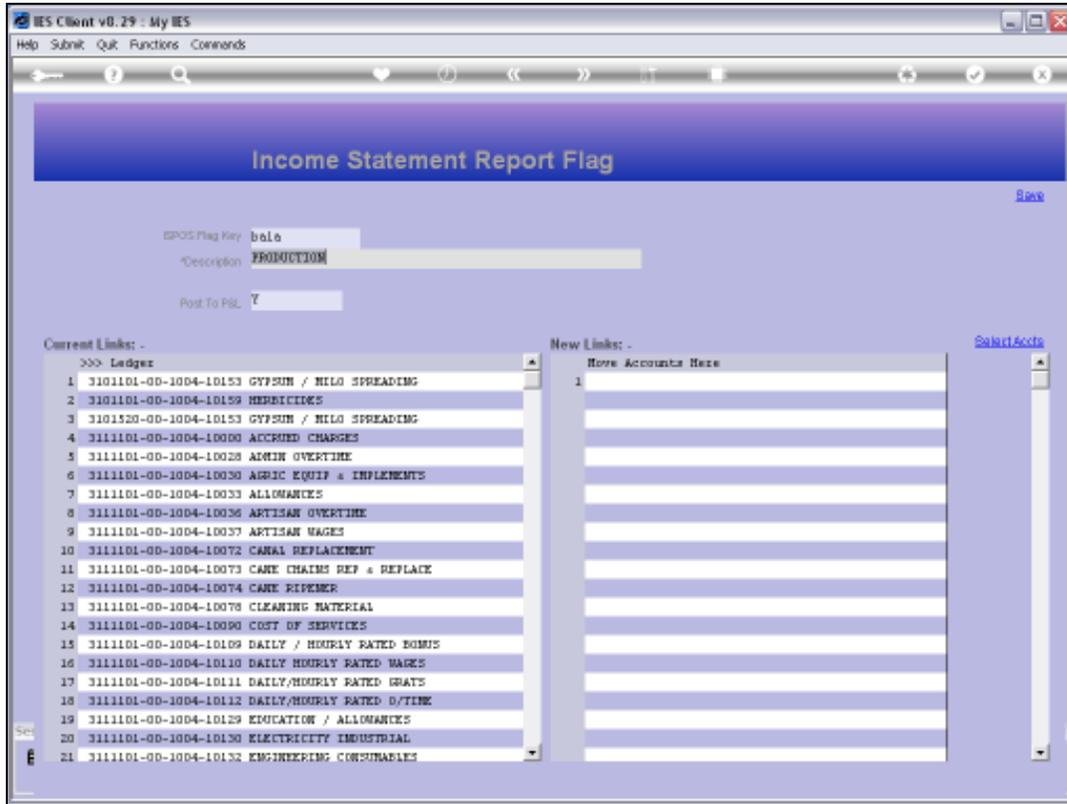 IES Client v8.29 : My IES
Help Submit Quit Functions Commands
Income Statement Report Flag
Save
ISPOS Flag Key bala
*Description PRODUCTION
Post To P&L Y
Current Links: -
New Links: -
Select Accts
>>> Ledger
Move Accounts Here
1 3101101-00-1004-10153 GYPSUM / MILO SPREADING
2 3101101-00-1004-10159 HERBICIDES
3 3101520-00-1004-10153 GYPSUM / MILO SPREADING
4 3111101-00-1004-10000 ACCRUED CHARGES
5 3111101-00-1004-10028 ADMIN OVERTIME
6 3111101-00-1004-10030 AGRIC EQUIP & IMPLEMENTS
7 3111101-00-1004-10033 ALLOWANCES
8 3111101-00-1004-10036 ARTISAN OVERTIME
9 3111101-00-1004-10037 ARTISAN WAGES
10 3111101-00-1004-10072 CANAL REPLACEMENT
11 3111101-00-1004-10073 CANE CHAINS REP & REPLACE
12 3111101-00-1004-10074 CANE RIPENER
13 3111101-00-1004-10078 CLEANING MATERIAL
14 3111101-00-1004-10090 COST OF SERVICES
15 3111101-00-1004-10109 DAILY / HOURLY RATED BONUS
16 3111101-00-1004-10110 DAILY HOURLY RATED WAGES
17 3111101-00-1004-10111 DAILY/HOURLY RATED GRATS
18 3111101-00-1004-10112 DAILY/HOURLY RATED O/TIME
19 3111101-00-1004-10129 EDUCATION / ALLOWANCES
20 3111101-00-1004-10130 ELECTRICITY INDUSTRIAL
21 3111101-00-1004-10132 ENGINEERING CONSUMABLES
1